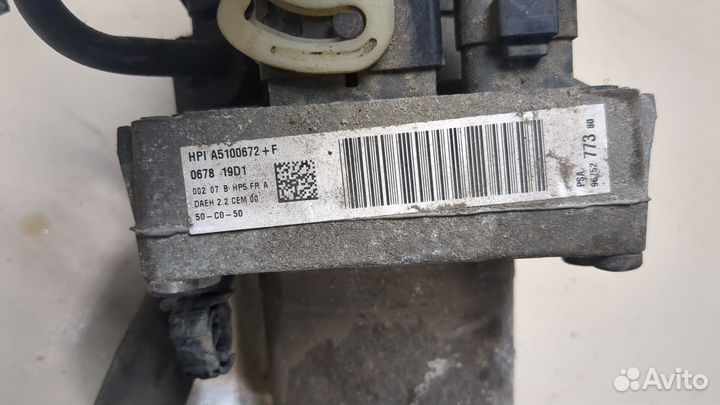 HPI A5100672+F
0678 19D1
002 07 B HP5 FR A
DAEH 2.2 CEM 00
50-C0-50
PSA
96752 773 80
Avito